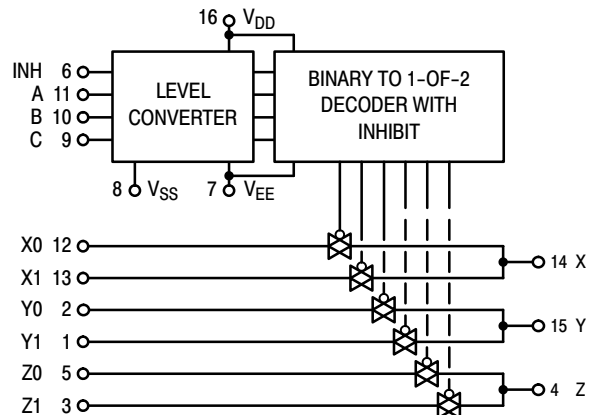 16 VDD
INH 6
A 11
B 10
C 9
LEVEL
CONVERTER
BINARY TO 1-OF-2
DECODER WITH
INHIBIT
8 VSS
7 VEE
X0 12
X1 13
14 X
Y0 2
Y1 1
15 Y
Z0 5
Z1 3
4 Z